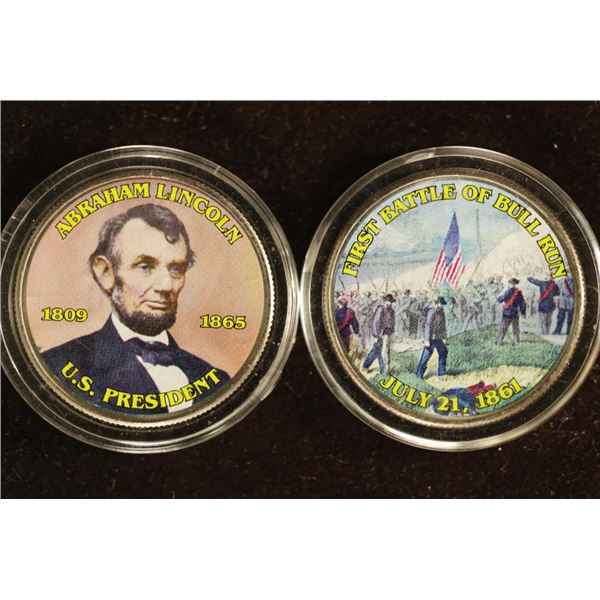 ABRAHAM LINCOLN
1809 1865
U.S. PRESIDENT
FIRST BATTLE OF BULL RUN
JULY 21, 1861